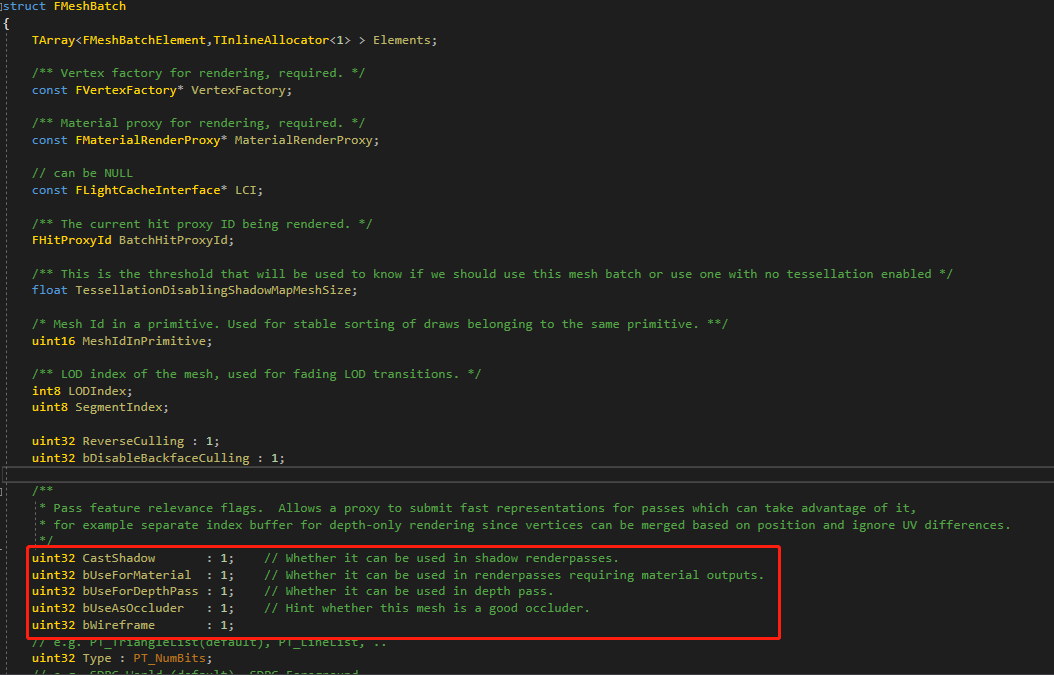 struct FMeshBatch
{
TArray<FMeshBatchElement,TInlineAllocator<1> > Elements;
/** Vertex factory for rendering, required. */
const FVertexFactory* VertexFactory;
/** Material proxy for rendering, required. */
const FMaterialRenderProxy* MaterialRenderProxy;
// can be NULL
const FLightCacheInterface* LCI;
/** The current hit proxy ID being rendered. */
FHitProxyId BatchHitProxyId;
/** This is the threshold that will be used to know if we should use this mesh batch or use one with no tessellation enabled */
float TessellationDisablingShadowMapMeshSize;
/* Mesh Id in a primitive. Used for stable sorting of draws belonging to the same primitive. **/
uint16 MeshIdInPrimitive;
/** LOD index of the mesh, used for fading LOD transitions. */
int8 LODIndex;
uint8 SegmentIndex;
uint32 ReverseCulling : 1;
uint32 bDisableBackfaceCulling : 1;
/**
* Pass feature relevance flags.  Allows a proxy to submit fast representations for passes which can take advantage of it,
* for example separate index buffer for depth-only rendering since vertices can be merged based on position and ignore UV differences.
*/
uint32 CastShadow : 1; // Whether it can be used in shadow renderpasses.
uint32 bUseForMaterial : 1; // Whether it can be used in renderpasses requiring material outputs.
uint32 bUseForDepthPass : 1; // Whether it can be used in depth pass.
uint32 bUseAsOccluder : 1; // Hint whether this mesh is a good occluder.
uint32 bWireframe : 1;
// e.g. PT_TriangleList(default), PT_LineList, ..
uint32 Type : PT_NumBits;